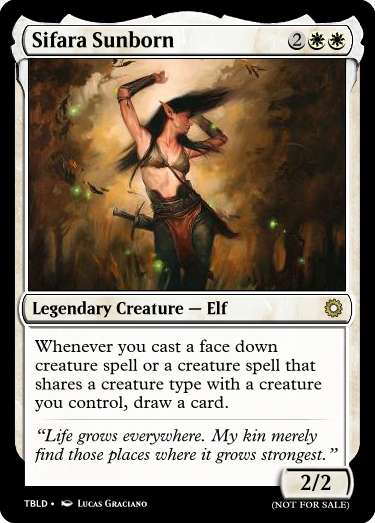 Sifara Sunborn 2
Legendary Creature — Elf
Whenever you cast a face down
creature spell or a creature spell that
shares a creature type with a creature
you control, draw a card.
“Life grows everywhere. My kin merely
find those places where it grows strongest.”
2/2
TBLD • Lucas Graciano
(NOT FOR SALE)